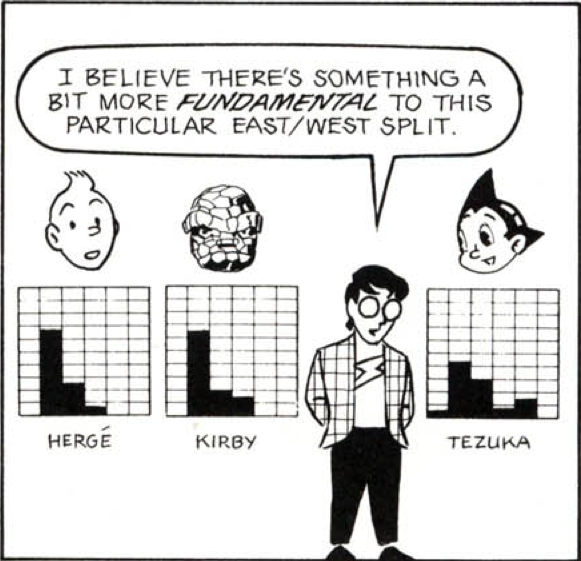 I BELIEVE THERE'S SOMETHING A
BIT MORE FUNDAMENTAL TO THIS
PARTICULAR EAST/WEST SPLIT.
HERGÉ
KIRBY
TEZUKA